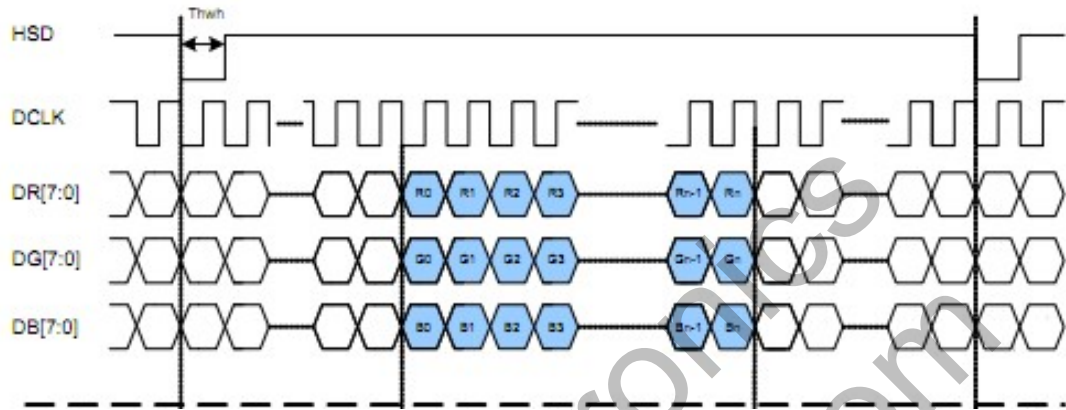 Thwh
HSD
DCLK
DR[7:0] R0 R1 R2 R3 Rn-1 Rn
DG[7:0] G0 G1 G2 G3 Gn-1 Gn
DB[7:0] B0 B1 B2 B3 Bn-1 Bn